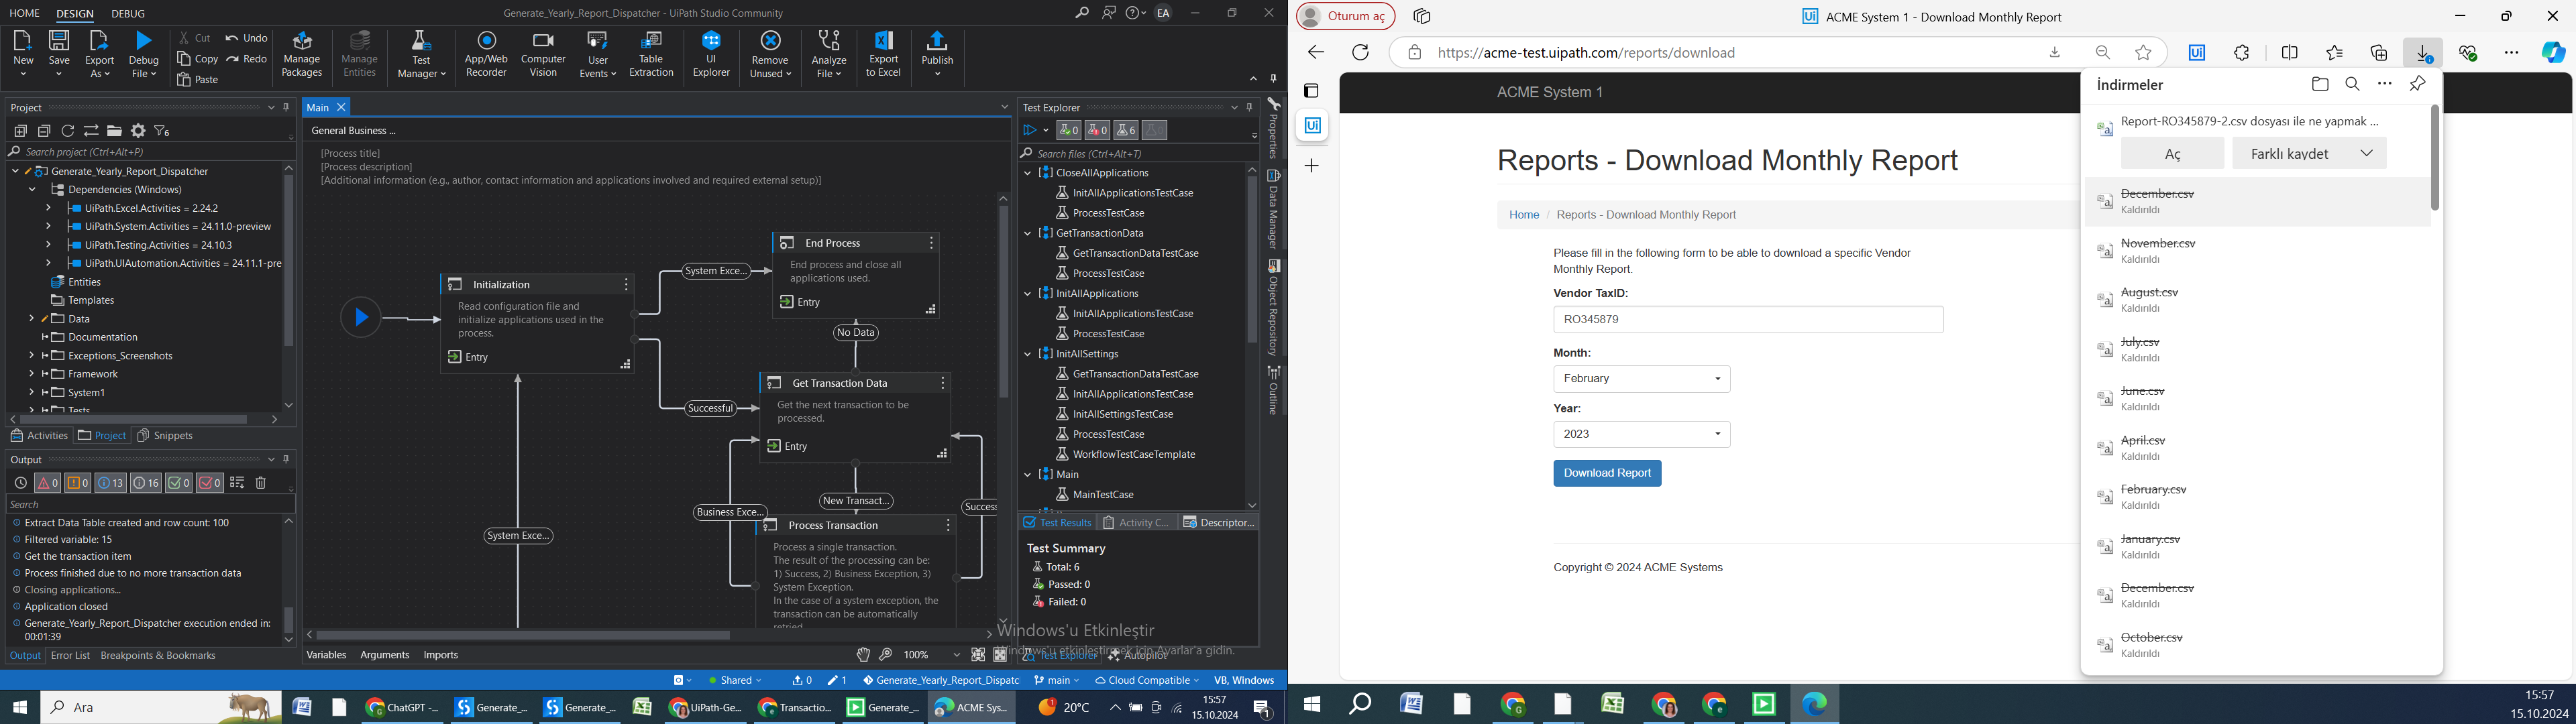 HOME DESIGN DEBUG
Generate_Yearly_Report_Dispatcher - UiPath Studio Community
EA
New
Save
Export As
Debug File
Cut
Copy
Paste
Undo
Redo
Manage Packages
Manage Entities
Test Manager
App/Web Recorder
Computer Vision
User Events
Table Extraction
UI Explorer
Remove Unused
Analyze File
Export to Excel
Publish
Project
6
Search project (Ctrl+Alt+P)
Generate_Yearly_Report_Dispatcher
Dependencies (Windows)
UiPath.Excel.Activities = 2.24.2
UiPath.System.Activities = 24.11.0-preview
UiPath.Testing.Activities = 24.10.3
UiPath.UIAutomation.Activities = 24.11.1-pre
Entities
Templates
Data
Documentation
Exceptions_Screenshots
Framework
System1
Tests
Activities Project Snippets
Output
0 0 13 16 0 0
Search
Extract Data Table created and row count: 100
Filtered variable: 15
Get the transaction item
Process finished due to no more transaction data
Closing applications...
Application closed
Generate_Yearly_Report_Dispatcher execution ended in:
00:01:39
Output Error List Breakpoints & Bookmarks
Main
General Business ...
[Process title]
[Process description]
[Additional information (e.g., author, contact information and applications involved and required external setup)]
Initialization
Read configuration file and
initialize applications used in the
process.
Entry
System Exce...
End Process
End process and close all
applications used.
Entry
No Data
Successful
Get Transaction Data
Get the next transaction to be
processed.
Entry
New Transact...
Business Exce...
Success
System Exce...
Process Transaction
Process a single transaction.
The result of the processing can be:
1) Success, 2) Business Exception, 3)
System Exception.
In the case of a system exception, the
transaction can be automatically
retried.
Variables Arguments Imports
100%
Test Explorer
0 0 6
Search files (Ctrl+Alt+T)
CloseAllApplications
InitAllApplicationsTestCase
ProcessTestCase
GetTransactionData
GetTransactionDataTestCase
ProcessTestCase
InitAllApplications
InitAllApplicationsTestCase
ProcessTestCase
InitAllSettings
GetTransactionDataTestCase
InitAllApplicationsTestCase
InitAllSettingsTestCase
ProcessTestCase
WorkflowTestCaseTemplate
Main
MainTestCase
Test Results Activity C... Descriptor...
Test Summary
Total: 6
Passed: 0
Failed: 0
Test Explorer Autopilot
Properties
Data Manager
Object Repository
Outline
Windows'u Etkinleştir
Windows'u etkinleştirmek için Ayarlar'a gidin.
Shared 0 1 Generate_Yearly_Report_Dispatc main Cloud Compatible VB, Windows
Ara
ChatGPT -... Generate_... Generate_... UiPath-Ge... Transactio... Generate_... ACME Sys...
20°C
15:57
15.10.2024
1
Oturum aç
ACME System 1 - Download Monthly Report
https://acme-test.uipath.com/reports/download
ACME System 1
Reports - Download Monthly Report
Home / Reports - Download Monthly Report
Please fill in the following form to be able to download a specific Vendor
Monthly Report.
Vendor TaxID:
RO345879
Month:
February
Year:
2023
Download Report
Copyright © 2024 ACME Systems
İndirmeler
Report-RO345879-2.csv dosyası ile ne yapmak ...
Aç Farklı kaydet
December.csv
Kaldırıldı
November.csv
Kaldırıldı
August.csv
Kaldırıldı
July.csv
Kaldırıldı
June.csv
Kaldırıldı
April.csv
Kaldırıldı
February.csv
Kaldırıldı
January.csv
Kaldırıldı
December.csv
Kaldırıldı
October.csv
Kaldırıldı
15:57
15.10.2024